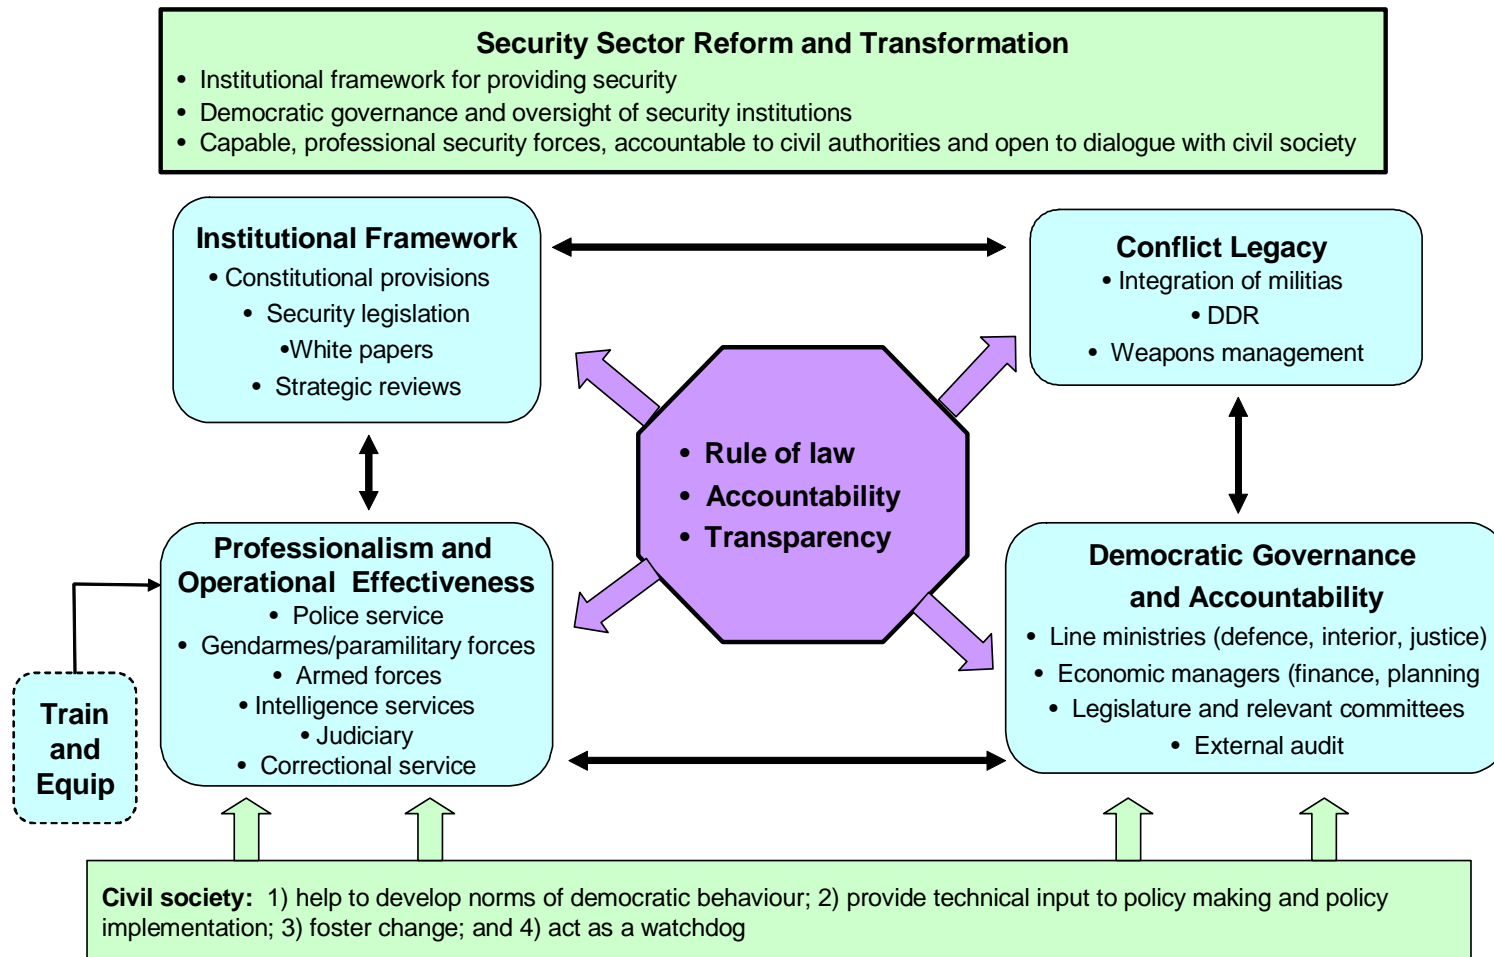 Security Sector Reform and Transformation
• Institutional framework for providing security
• Democratic governance and oversight of security institutions
• Capable, professional security forces, accountable to civil authorities and open to dialogue with civil society
Institutional Framework
• Constitutional provisions
• Security legislation
•White papers
• Strategic reviews
Conflict Legacy
• Integration of militias
• DDR
• Weapons management
• Rule of law
• Accountability
• Transparency
Professionalism and
Operational Effectiveness
• Police service
• Gendarmes/paramilitary forces
• Armed forces
• Intelligence services
• Judiciary
• Correctional service
Democratic Governance
and Accountability
• Line ministries (defence, interior, justice)
• Economic managers (finance, planning
• Legislature and relevant committees
• External audit
Train
and
Equip
Civil society: 1) help to develop norms of democratic behaviour; 2) provide technical input to policy making and policy
implementation; 3) foster change; and 4) act as a watchdog